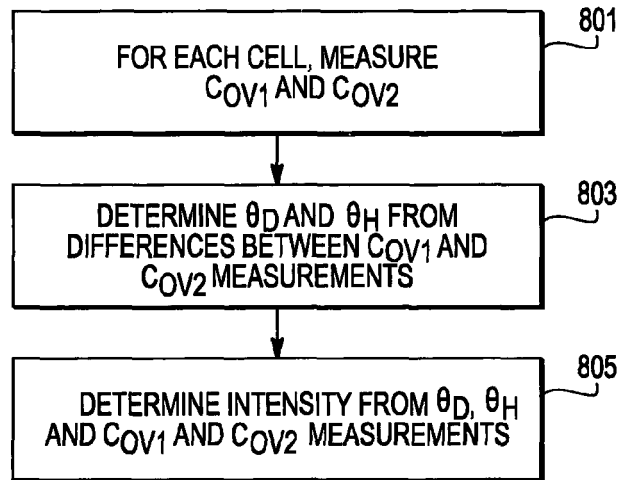 801
FOR EACH CELL, MEASURE
COV1 AND COV2
803
DETERMINE θD AND θH FROM
DIFFERENCES BETWEEN COV1 AND
COV2 MEASUREMENTS
805
DETERMINE INTENSITY FROM θD, θH
AND COV1 AND COV2 MEASUREMENTS